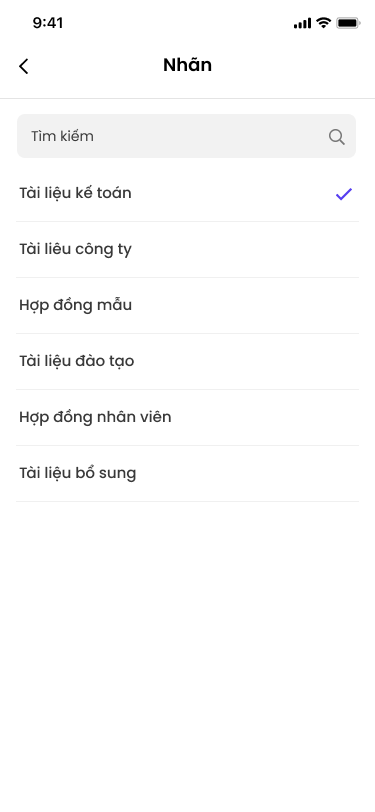 9:41
Nhãn
Tìm kiếm
Tài liệu kế toán
Tài liêu công ty
Hợp đồng mẫu
Tài liệu đào tạo
Hợp đồng nhân viên
Tài liệu bổ sung